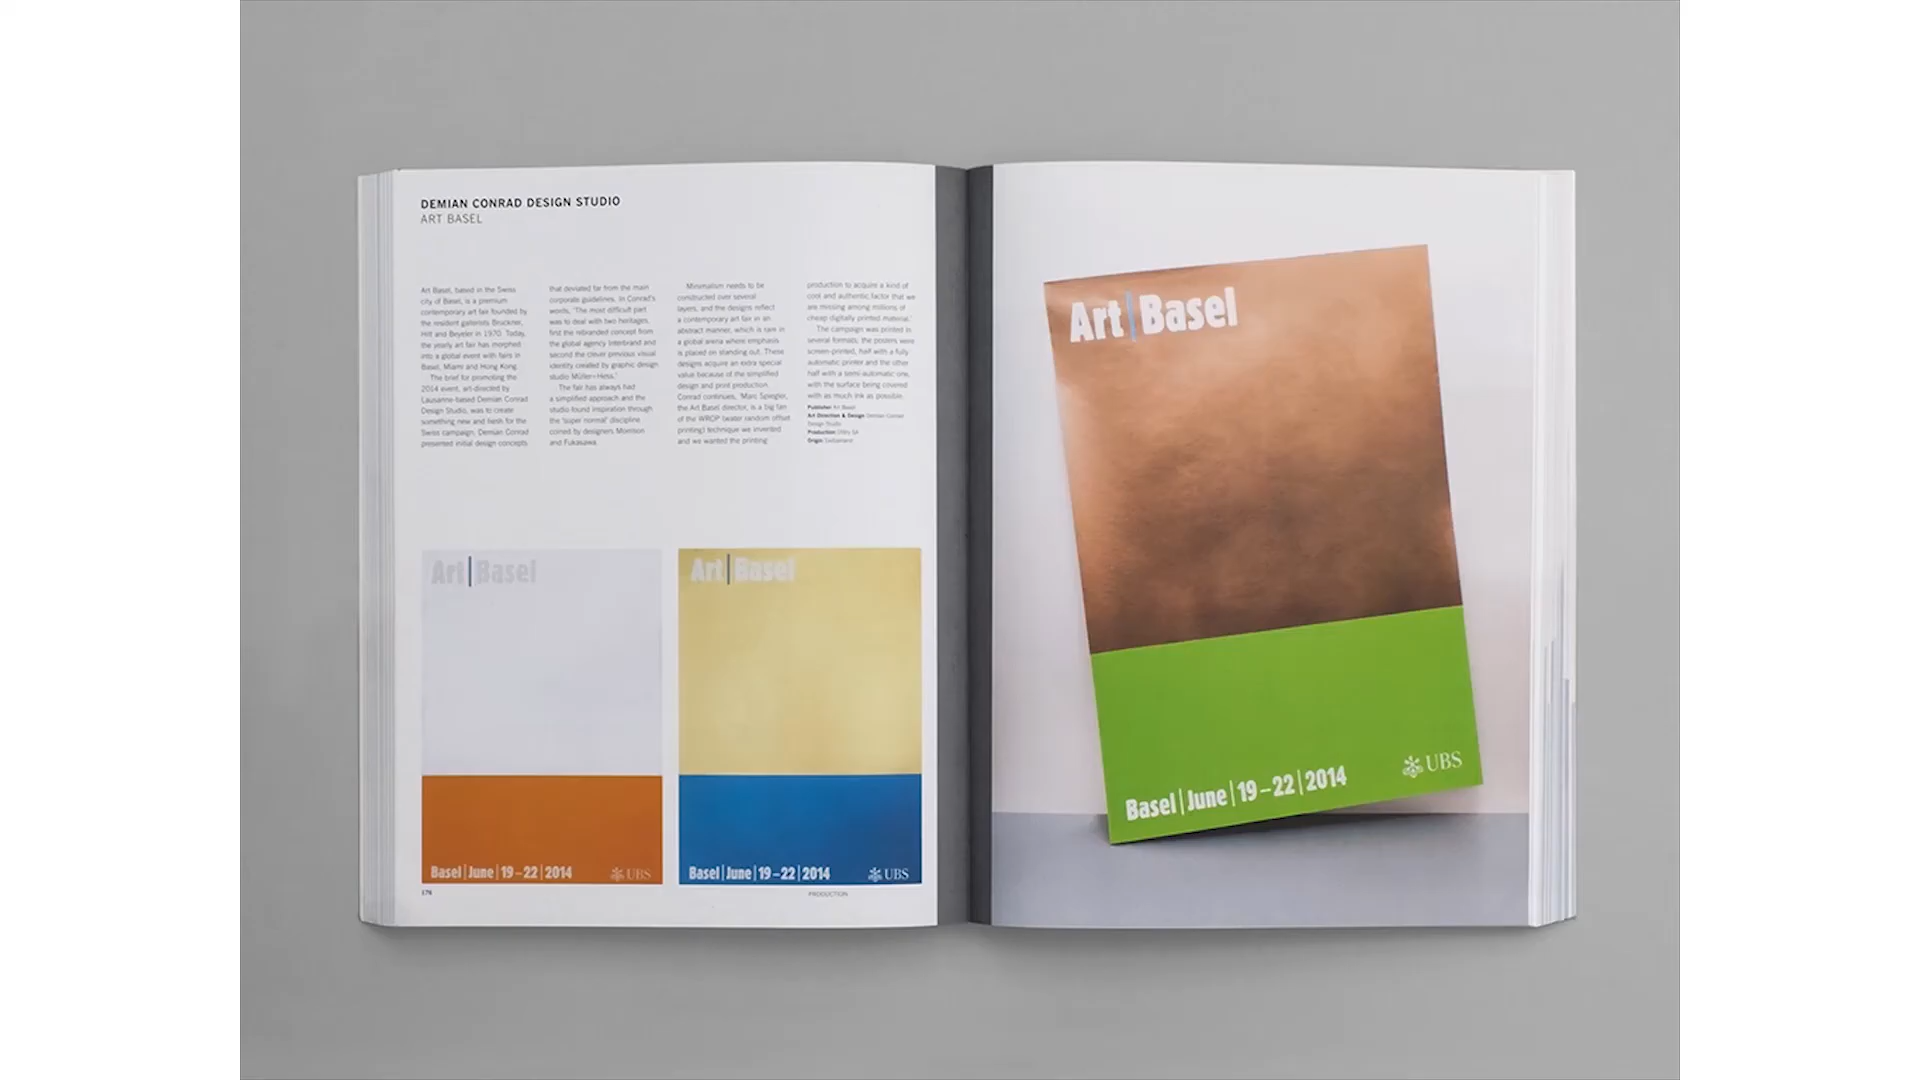 DEMIAN CONRAD DESIGN STUDIO
ART BASEL
Art Basel, based in the Swiss
city of Basel, is a premium
contemporary art fair founded by
the resident gallerists Bruckner,
Hilt and Beyeler in 1970. Today,
the yearly art fair has morphed
into a global event with fairs in
Basel, Miami and Hong Kong.
The brief for promoting the
2014 event, art-directed by
Lausanne-based Demian Conrad
Design Studio, was to create
something new and fresh for the
Swiss campaign. Demian Conrad
presented initial design concepts
that deviated far from the main
corporate guidelines. In Conrad's
words, 'The most difficult part
was to deal with two heritages,
first the rebranded concept from
the global agency Interbrand and
second the clever previous visual
identity created by graphic design
studio Müller+Hess.'
The fair has always had
a simplified approach and the
studio found inspiration through
the 'super normal' discipline
coined by designers Morrison
and Fukasawa.
Minimalism needs to be
constructed over several
layers, and the designs reflect
a contemporary art fair in an
abstract manner, which is rare in
a global arena where emphasis
is placed on standing out. These
designs acquire an extra special
value because of the simplified
design and print production.
Conrad continues, 'Marc Spiegler,
the Art Basel director, is a big fan
of the WROP (water random offset
printing) technique we invented
and we wanted the printing
production to acquire a kind of
cool and authentic factor that we
are missing among millions of
cheap digitally printed material.'
The campaign was printed in
several formats, the posters were
screen-printed, half with a fully
automatic printer and the other
half with a semi-automatic one,
with the surface being covered
with as much ink as possible.
Publisher Art Basel
Art Direction & Design Demian Conrad
Design Studio
Production
Origin Switzerland
Art|Basel
Basel|June|19–22|2014
UBS
Art|Basel
Basel|June|19–22|2014
UBS
176
PRODUCTION
Art|Basel
Basel|June|19–22|2014
UBS